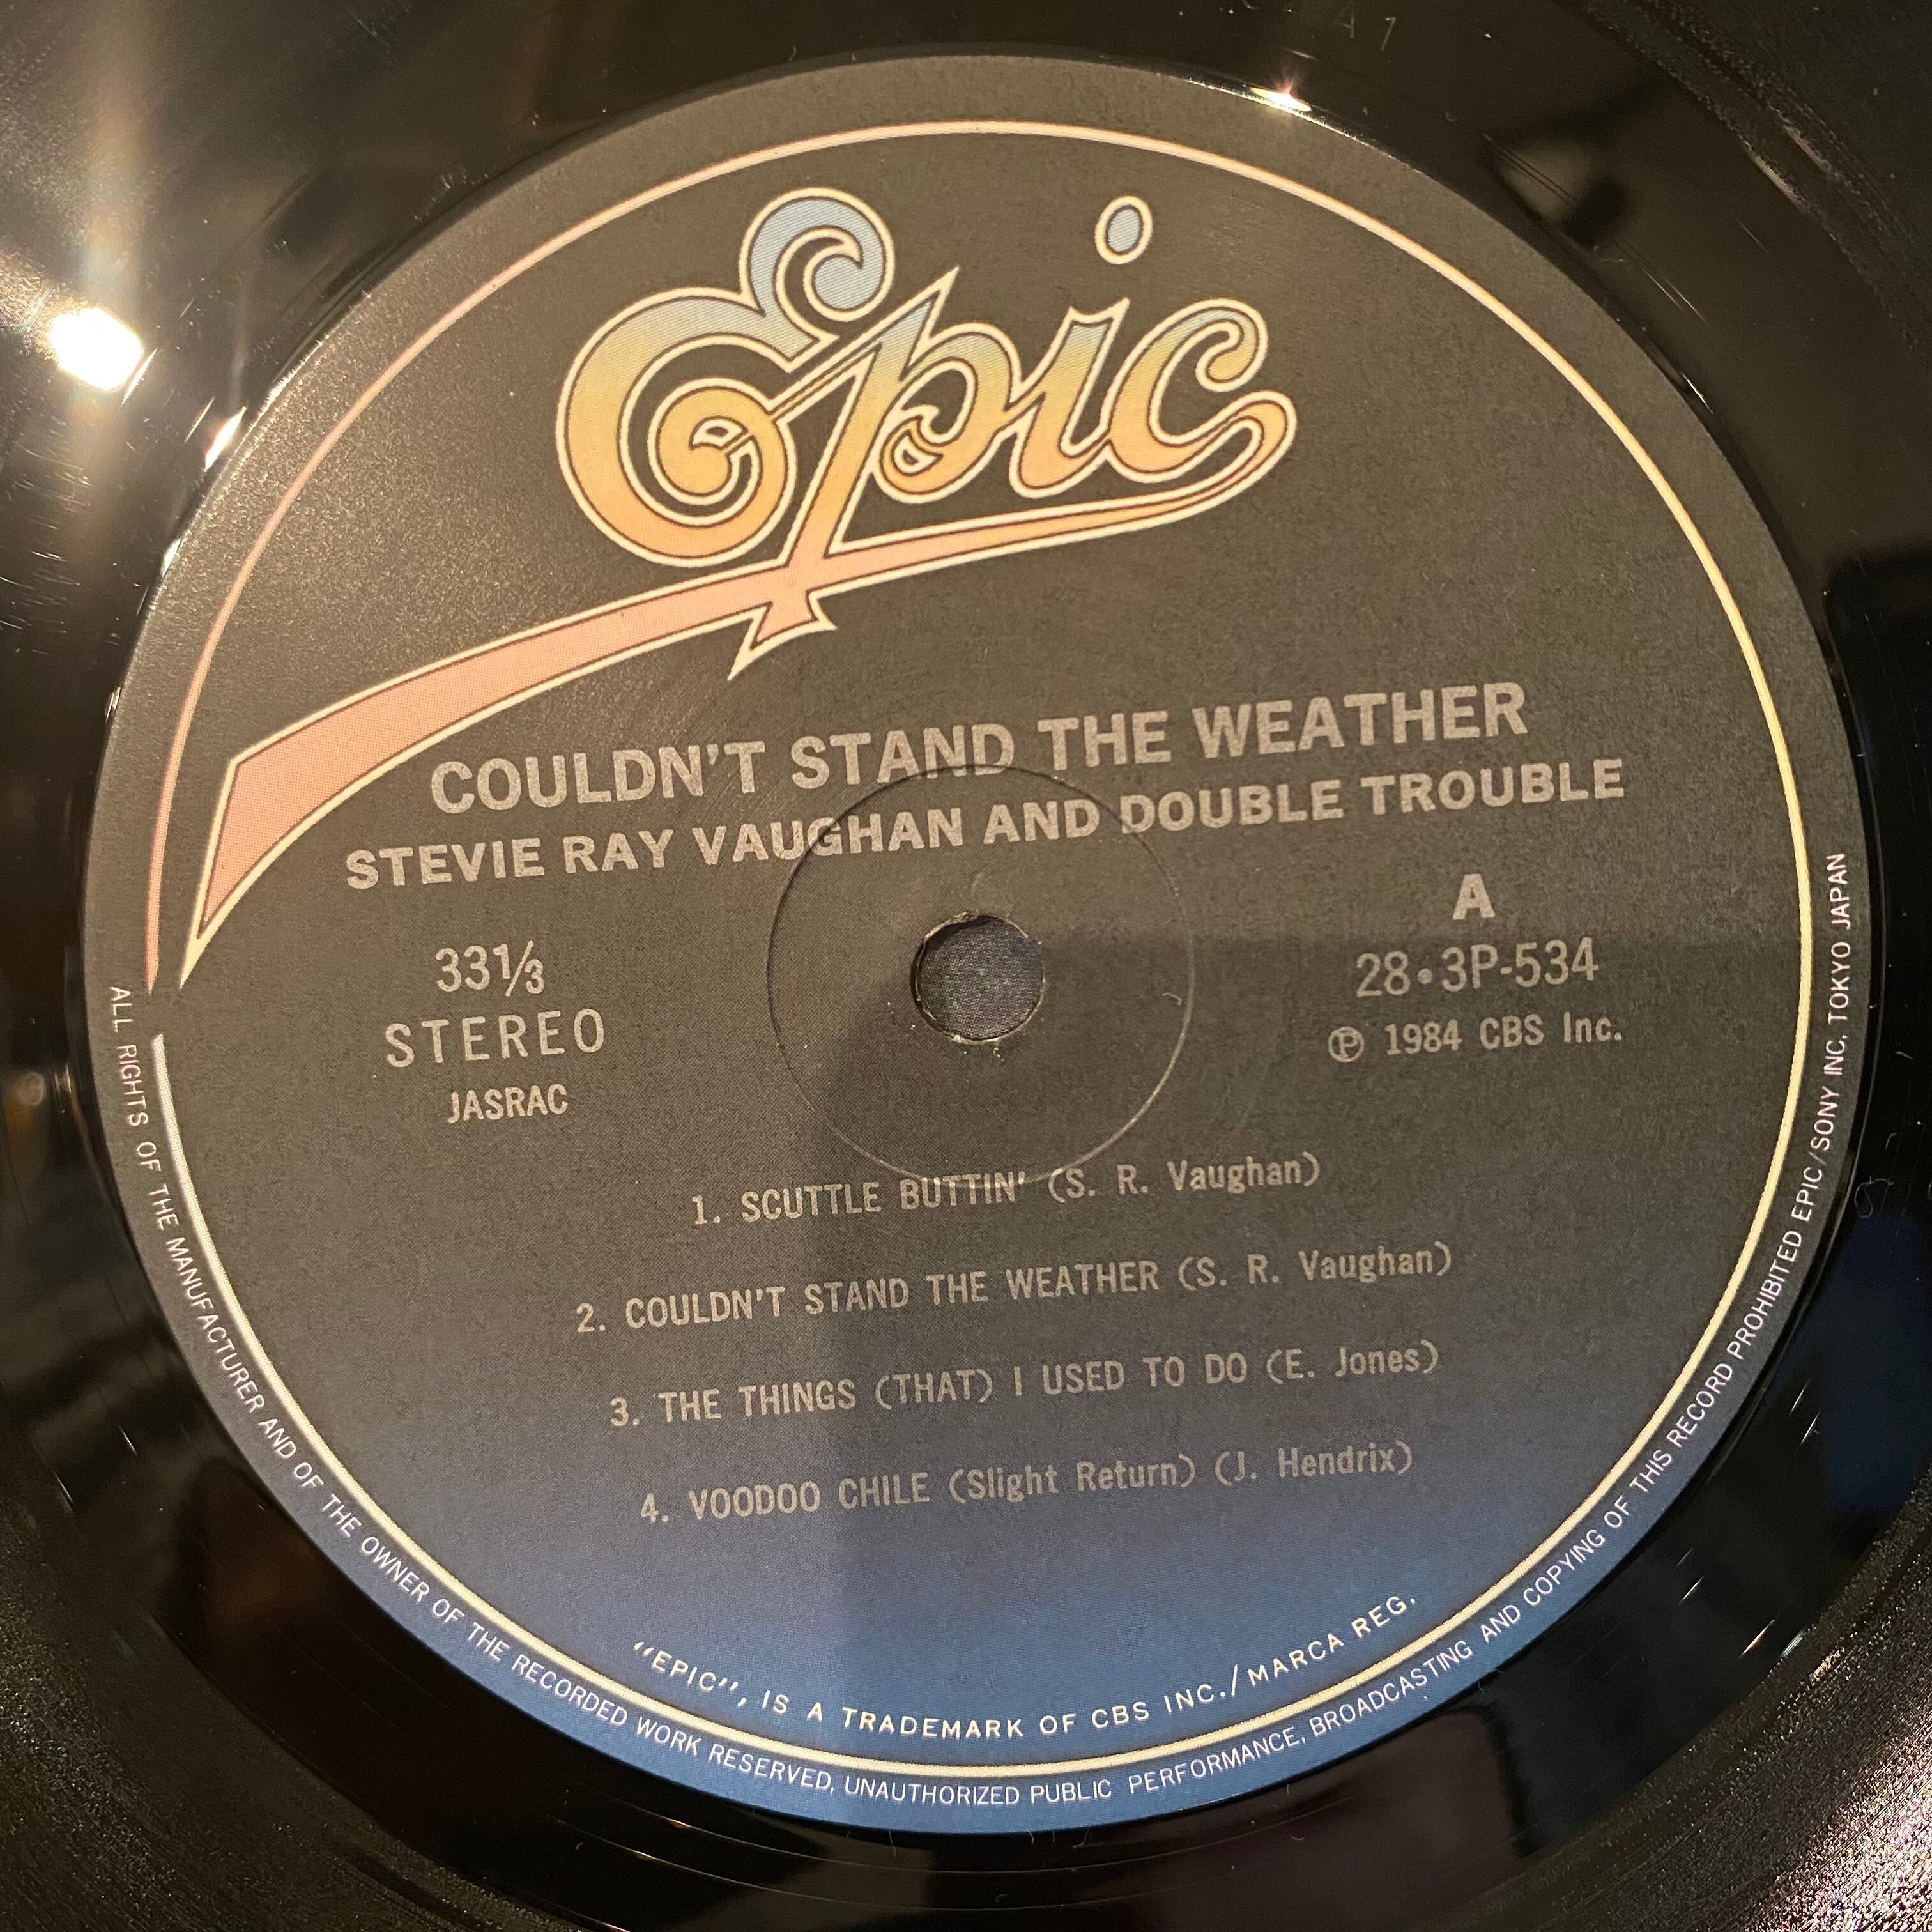 A1
Epic
COULDN'T STAND THE WEATHER
STEVIE RAY VAUGHAN AND DOUBLE TROUBLE
33⅓
STEREO
JASRAC
A
28・3P-534
Ⓟ 1984 CBS Inc.
1. SCUTTLE BUTTIN' (S. R. Vaughan)
2. COULDN'T STAND THE WEATHER (S. R. Vaughan)
3. THE THINGS (THAT) I USED TO DO (E. Jones)
4. VOODOO CHILE (Slight Return) (J. Hendrix)
"EPIC", IS A TRADEMARK OF CBS INC./MARCA REG.
ALL RIGHTS OF THE MANUFACTURER AND OF THE OWNER OF THE RECORDED WORK RESERVED, UNAUTHORIZED PUBLIC PERFORMANCE, BROADCASTING AND COPYING OF THIS RECORD PROHIBITED EPIC/SONY INC. TOKYO JAPAN